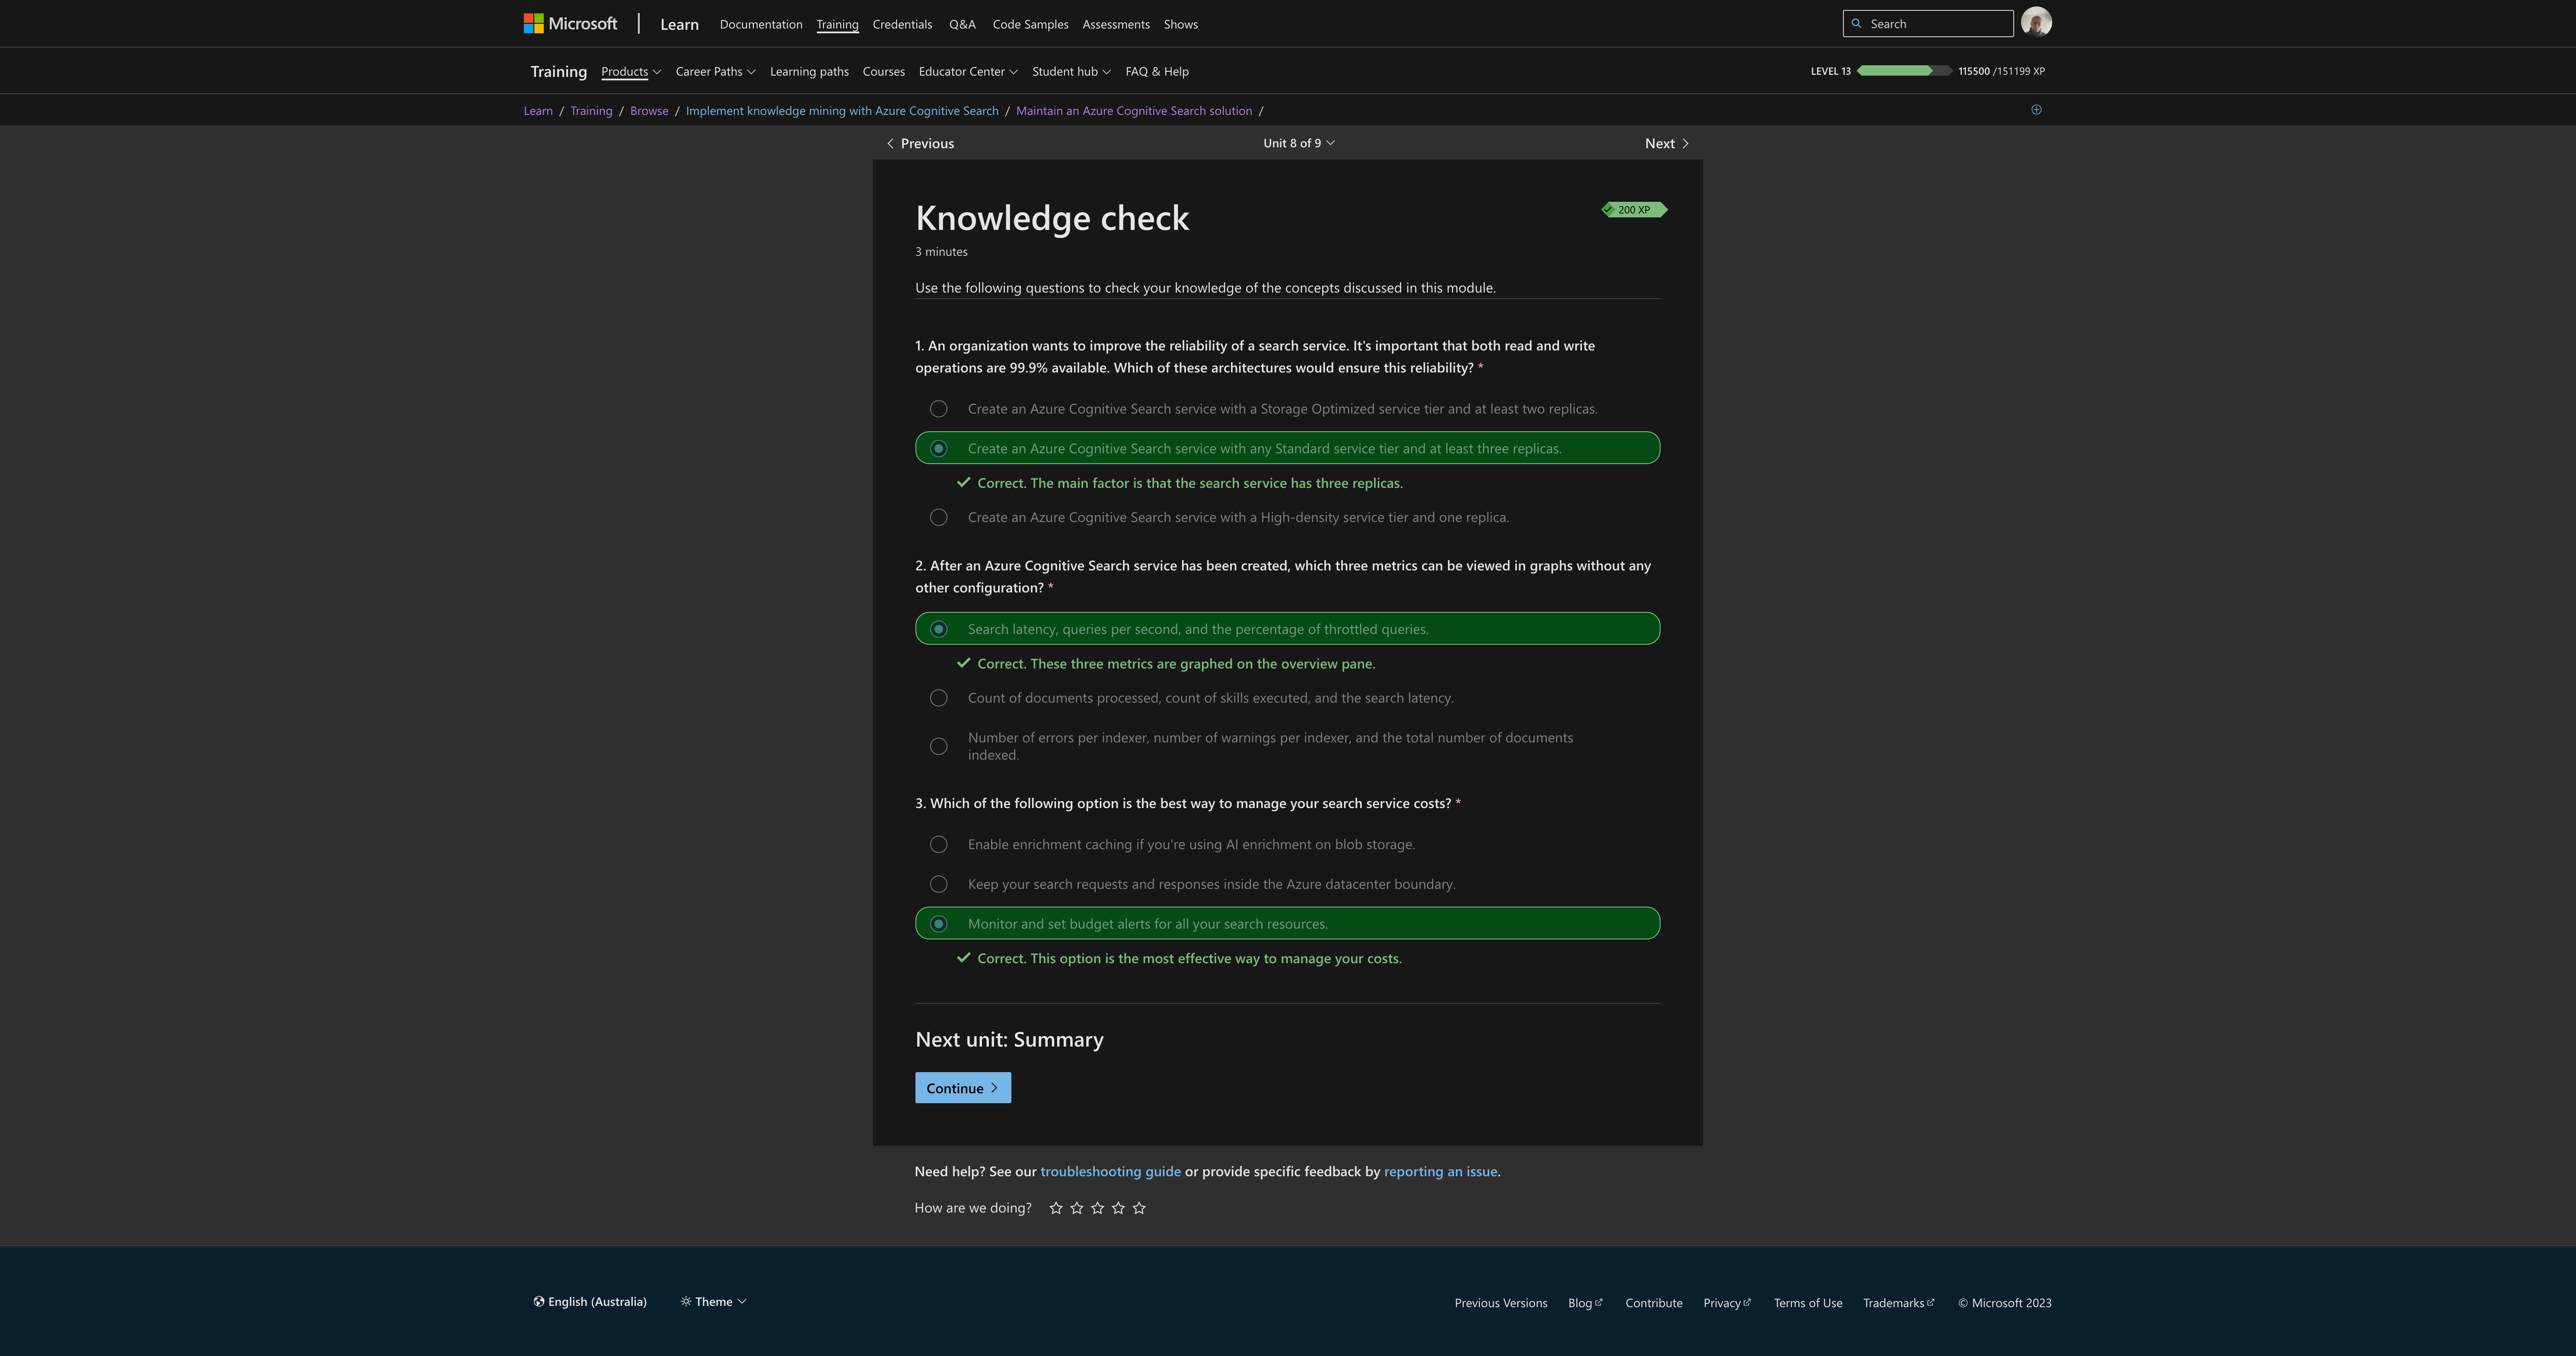 Microsoft | Learn Documentation Training Credentials Q&A Code Samples Assessments Shows Search
Training Products Career Paths Learning paths Courses Educator Center Student hub FAQ & Help LEVEL 13 115500 /151199 XP
Learn / Training / Browse / Implement knowledge mining with Azure Cognitive Search / Maintain an Azure Cognitive Search solution /
Previous Unit 8 of 9 Next
Knowledge check
200 XP
3 minutes
Use the following questions to check your knowledge of the concepts discussed in this module.
1. An organization wants to improve the reliability of a search service. It's important that both read and write
operations are 99.9% available. Which of these architectures would ensure this reliability? *
Create an Azure Cognitive Search service with a Storage Optimized service tier and at least two replicas.
Create an Azure Cognitive Search service with any Standard service tier and at least three replicas.
Correct. The main factor is that the search service has three replicas.
Create an Azure Cognitive Search service with a High-density service tier and one replica.
2. After an Azure Cognitive Search service has been created, which three metrics can be viewed in graphs without any
other configuration? *
Search latency, queries per second, and the percentage of throttled queries.
Correct. These three metrics are graphed on the overview pane.
Count of documents processed, count of skills executed, and the search latency.
Number of errors per indexer, number of warnings per indexer, and the total number of documents
indexed.
3. Which of the following option is the best way to manage your search service costs? *
Enable enrichment caching if you're using AI enrichment on blob storage.
Keep your search requests and responses inside the Azure datacenter boundary.
Monitor and set budget alerts for all your search resources.
Correct. This option is the most effective way to manage your costs.
Next unit: Summary
Continue
Need help? See our troubleshooting guide or provide specific feedback by reporting an issue.
How are we doing?
English (Australia) Theme Previous Versions Blog Contribute Privacy Terms of Use Trademarks © Microsoft 2023